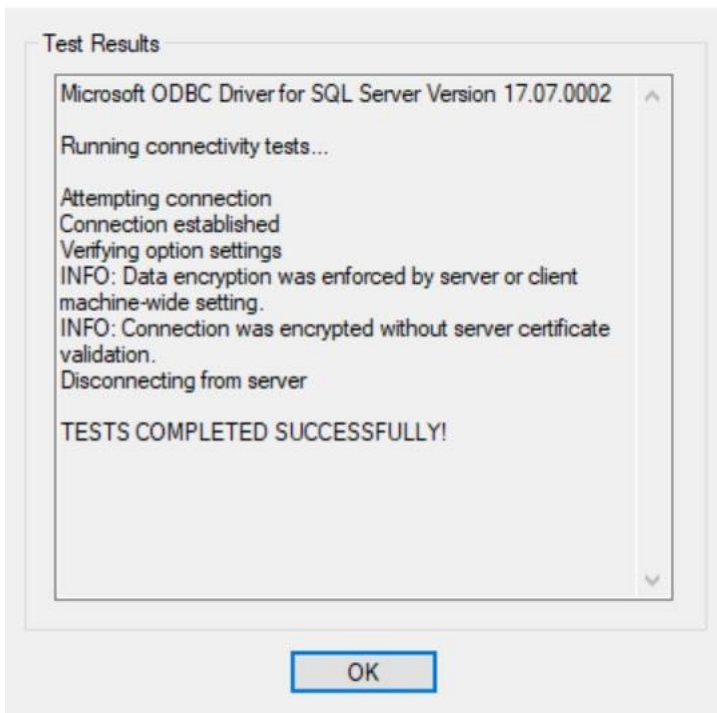 Test Results
Microsoft ODBC Driver for SQL Server Version 17.07.0002
Running connectivity tests...
Attempting connection
Connection established
Verifying option settings
INFO: Data encryption was enforced by server or client
machine-wide setting.
INFO: Connection was encrypted without server certificate
validation.
Disconnecting from server
TESTS COMPLETED SUCCESSFULLY!
OK